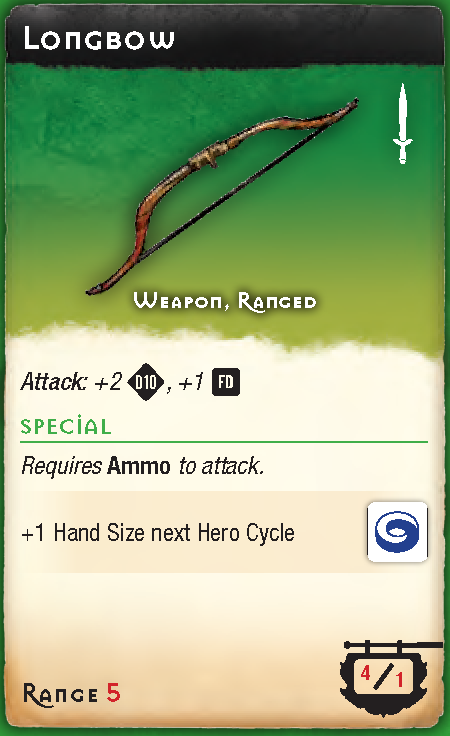 Longbow
Weapon, Ranged
Attack: +2 D10, +1 FD
SPECIAL
Requires Ammo to attack.
+1 Hand Size next Hero Cycle
Range 5
4/1